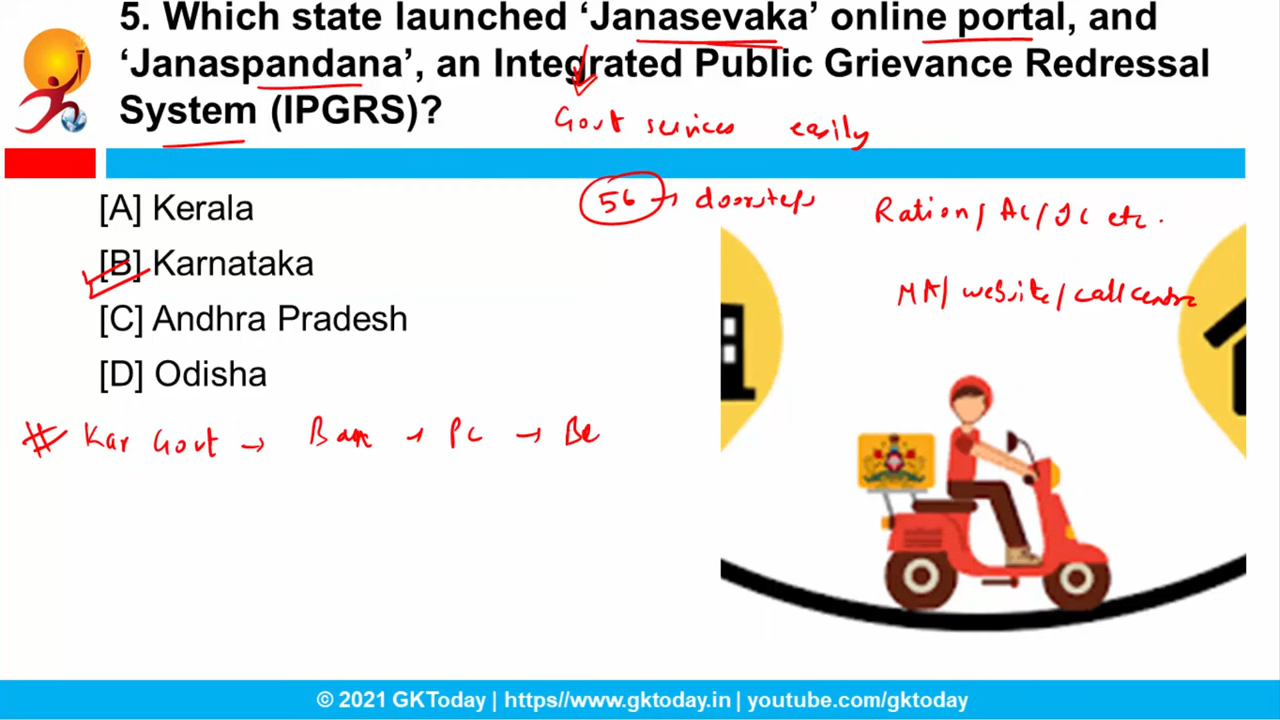 5. Which state launched ‘Janasevaka’ online portal, and
‘Janaspandana’, an Integrated Public Grievance Redressal
System (IPGRS)?
Govt services easily
56 → doorsteps
Ration/ AC/ IC etc.
[A] Kerala
[B] Karnataka
MA/ website/ call centre
[C] Andhra Pradesh
[D] Odisha
# Kar Govt → Ban → PC → Be
© 2021 GKToday | https//www.gktoday.in | youtube.com/gktoday